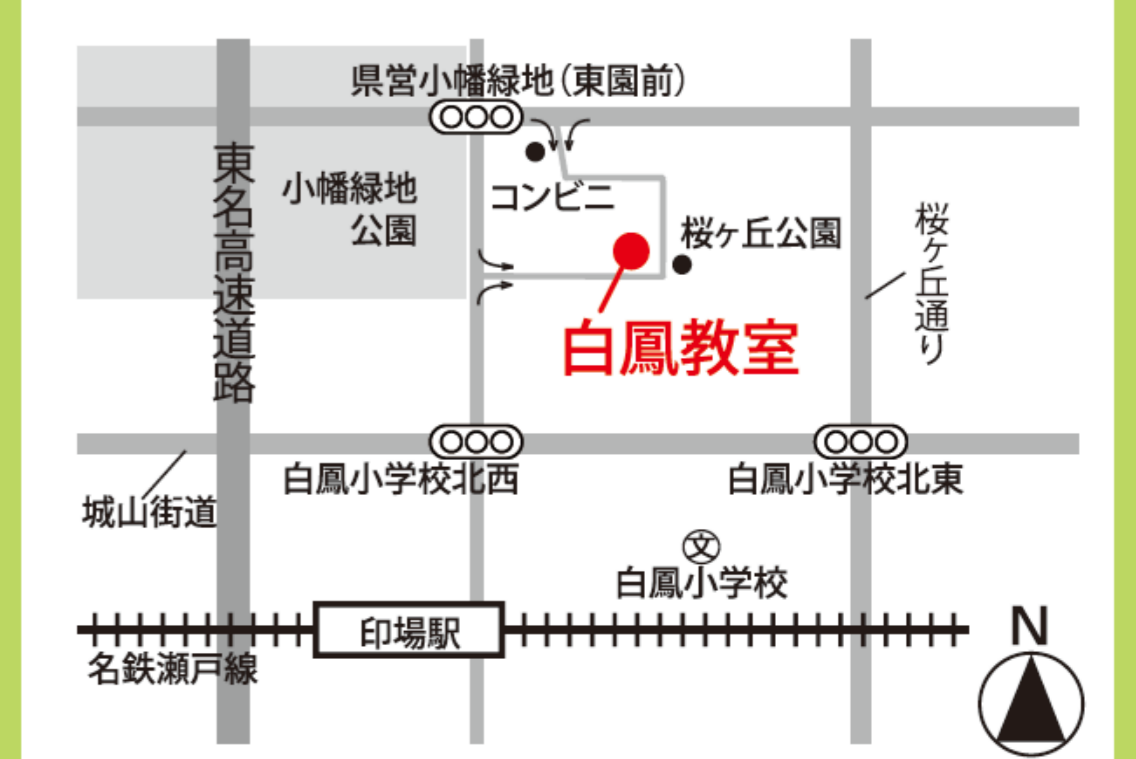 県営小幡緑地（東園前）
東名高速道路
小幡緑地
公園
コンビニ
桜ヶ丘公園
桜ヶ丘通り
白鳳教室
白鳳小学校北西
白鳳小学校北東
城山街道
文
白鳳小学校
印場駅
名鉄瀬戸線
N